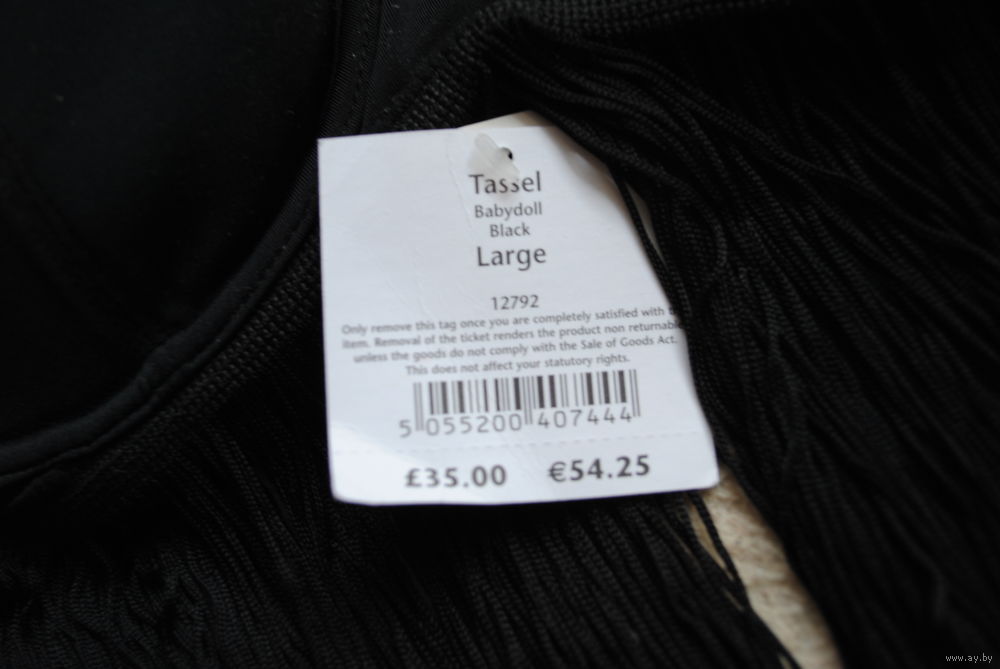 Tassel
Babydoll
Black
Large
12792
Only remove this tag once you are completely satisfied with
item. Removal of the ticket renders the product non returnable
unless the goods do not comply with the Sale of Goods Act.
This does not affect your statutory rights.
5 055200 407444
£35.00 €54.25
www.ay.by